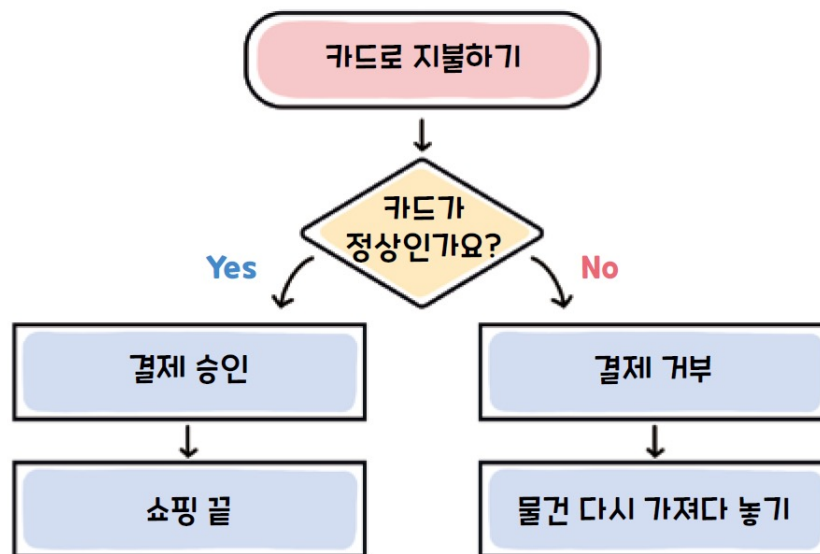 카드로 지불하기
카드가
정상인가요?
Yes
No
결제 승인
결제 거부
쇼핑 끝
물건 다시 가져다 놓기